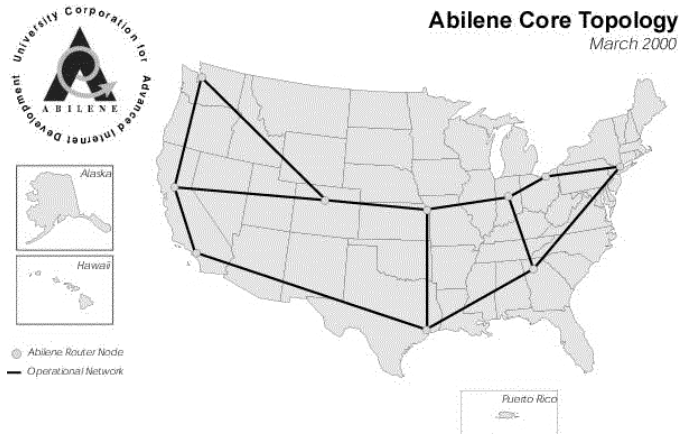 Abilene Core Topology
March 2000
University Corporation for Advanced Internet Development
ABILENE
Alaska
Hawaii
Abilene Router Node
Operational Network
Puerto Rico